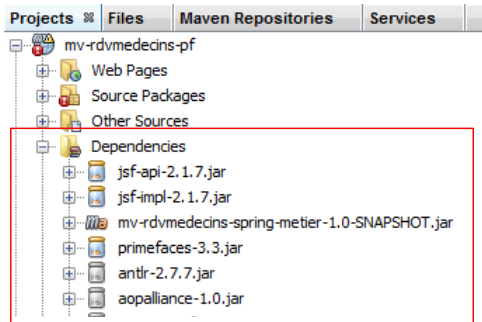 Projects Files Maven Repositories Services
mv-rdvmedecins-pf
Web Pages
Source Packages
Other Sources
Dependencies
jsf-api-2.1.7.jar
jsf-impl-2.1.7.jar
mv-rdvmedecins-spring-metier-1.0-SNAPSHOT.jar
primefaces-3.3.jar
antlr-2.7.7.jar
aopalliance-1.0.jar